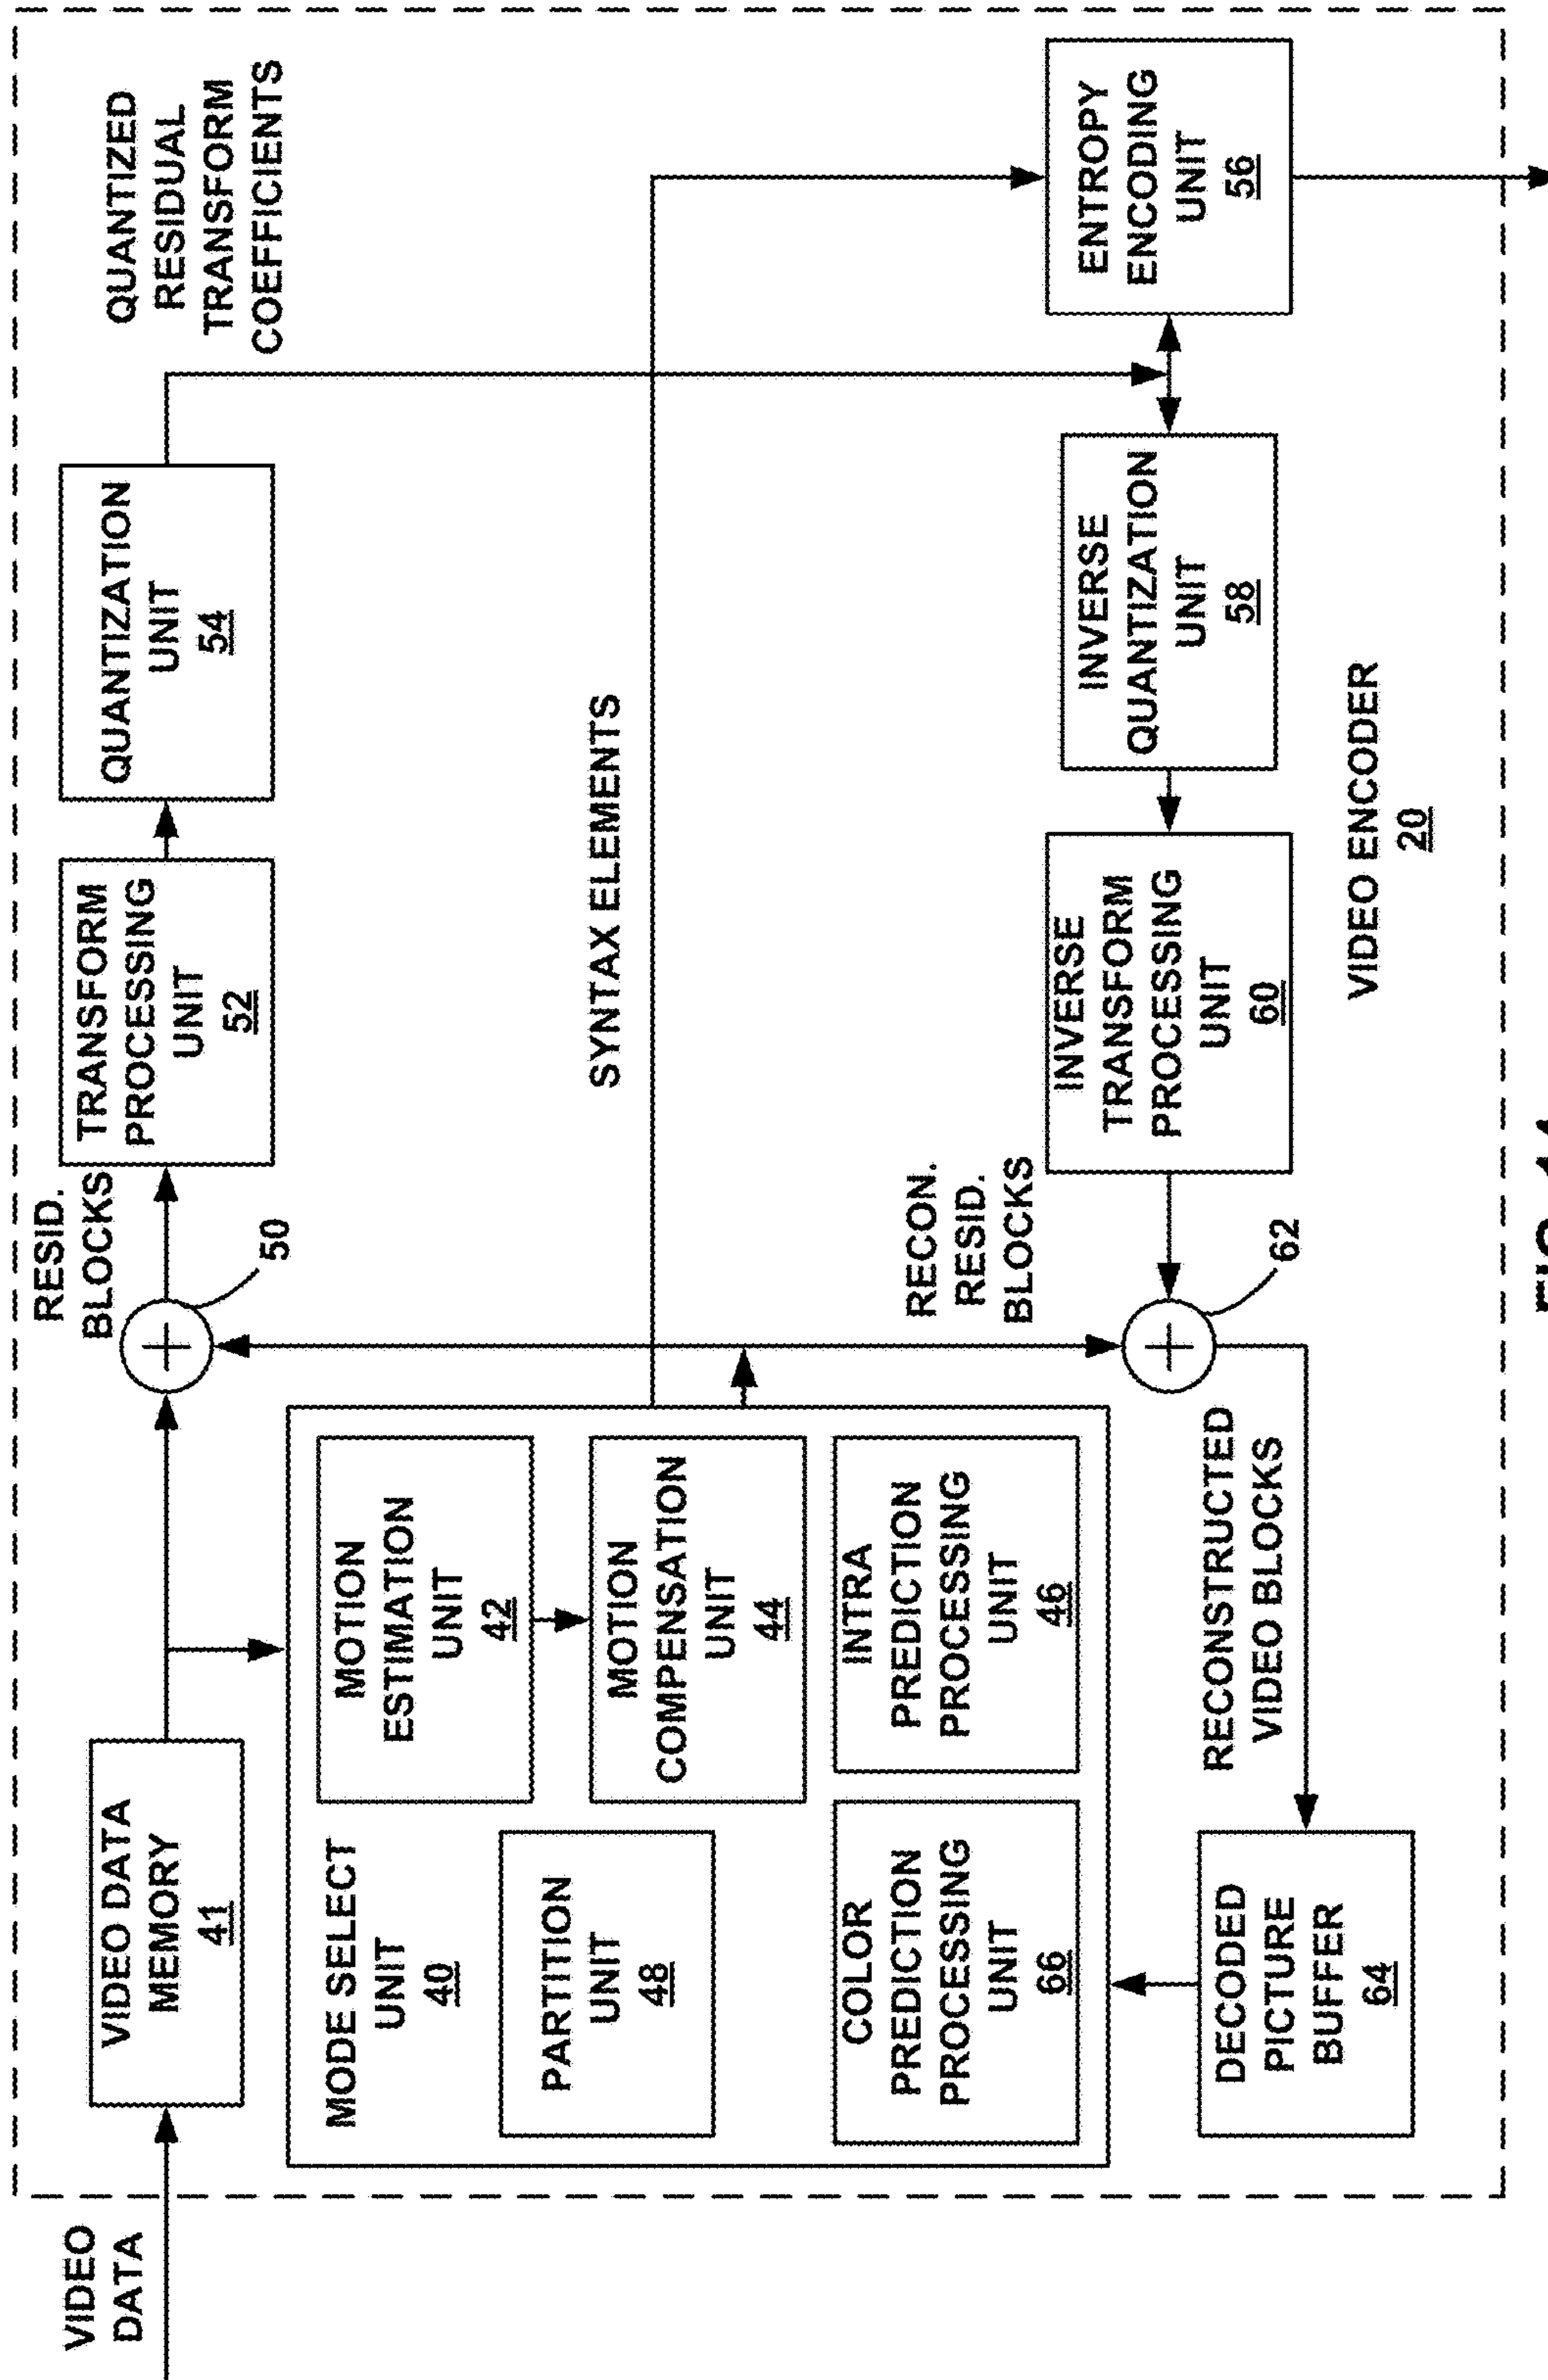 VIDEO
DATA
VIDEO DATA
MEMORY
41
RESID.
BLOCKS
50
TRANSFORM
PROCESSING
UNIT
52
QUANTIZATION
UNIT
54
QUANTIZED
RESIDUAL
TRANSFORM
COEFFICIENTS
MODE SELECT
UNIT
40
MOTION
ESTIMATION
UNIT
42
PARTITION
UNIT
48
MOTION
COMPENSATION
UNIT
44
COLOR
PREDICTION
PROCESSING
UNIT
66
INTRA
PREDICTION
PROCESSING
UNIT
46
SYNTAX ELEMENTS
RECON.
RESID.
BLOCKS
62
INVERSE
TRANSFORM
PROCESSING
UNIT
60
INVERSE
QUANTIZATION
UNIT
58
ENTROPY
ENCODING
UNIT
56
RECONSTRUCTED
VIDEO BLOCKS
DECODED
PICTURE
BUFFER
64
VIDEO ENCODER
20